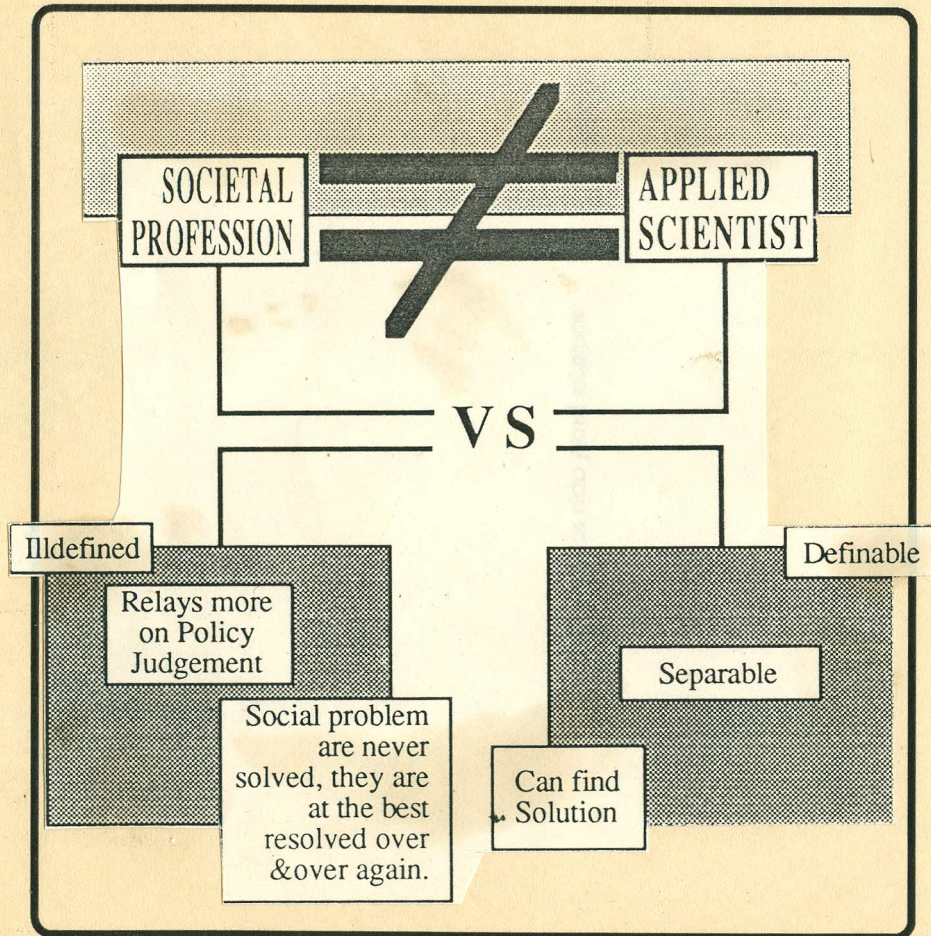 SOCIETAL
PROFESSION
APPLIED
SCIENTIST
VS
Illdefined
Relays more
on Policy
Judgement
Social problem
are never
solved, they are
at the best
resolved over
&over again.
Definable
Separable
Can find
Solution